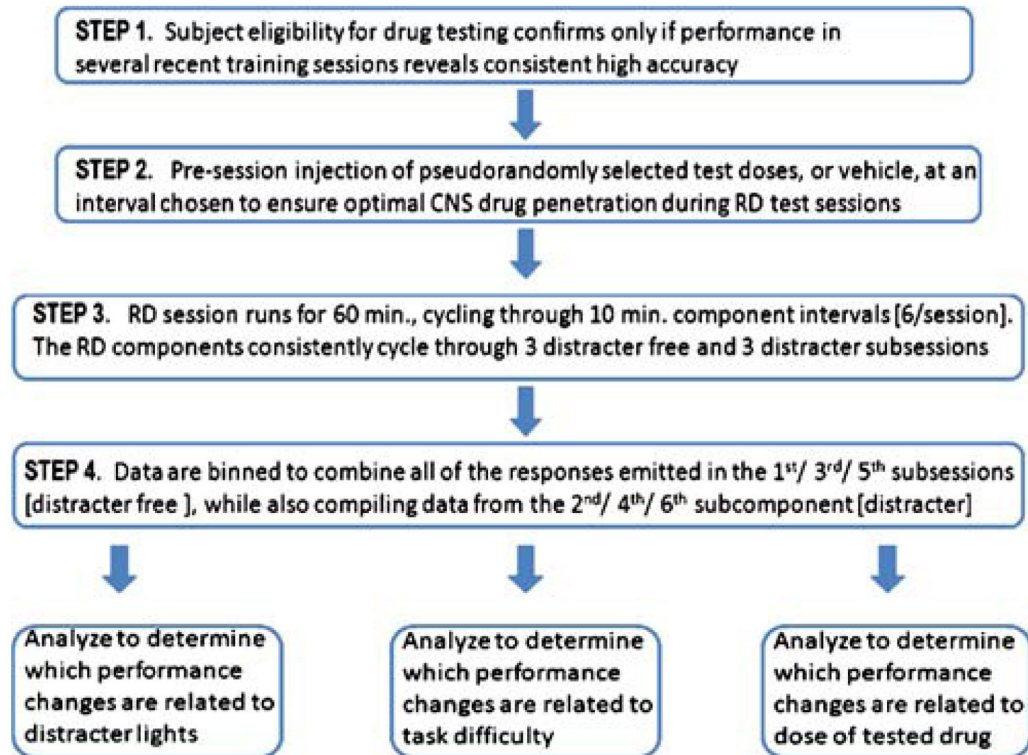 STEP 1. Subject eligibility for drug testing confirms only if performance in
several recent training sessions reveals consistent high accuracy
STEP 2. Pre-session injection of pseudorandomly selected test doses, or vehicle, at an
interval chosen to ensure optimal CNS drug penetration during RD test sessions
STEP 3. RD session runs for 60 min., cycling through 10 min. component intervals [6/session].
The RD components consistently cycle through 3 distracter free and 3 distracter subsessions
STEP 4. Data are binned to combine all of the responses emitted in the 1st/ 3rd/ 5th subsessions
[distracter free ], while also compiling data from the 2nd/ 4th/ 6th subcomponent [distracter]
Analyze to determine
which performance
changes are related to
distracter lights
Analyze to determine
which performance
changes are related to
task difficulty
Analyze to determine
which performance
changes are related to
dose of tested drug